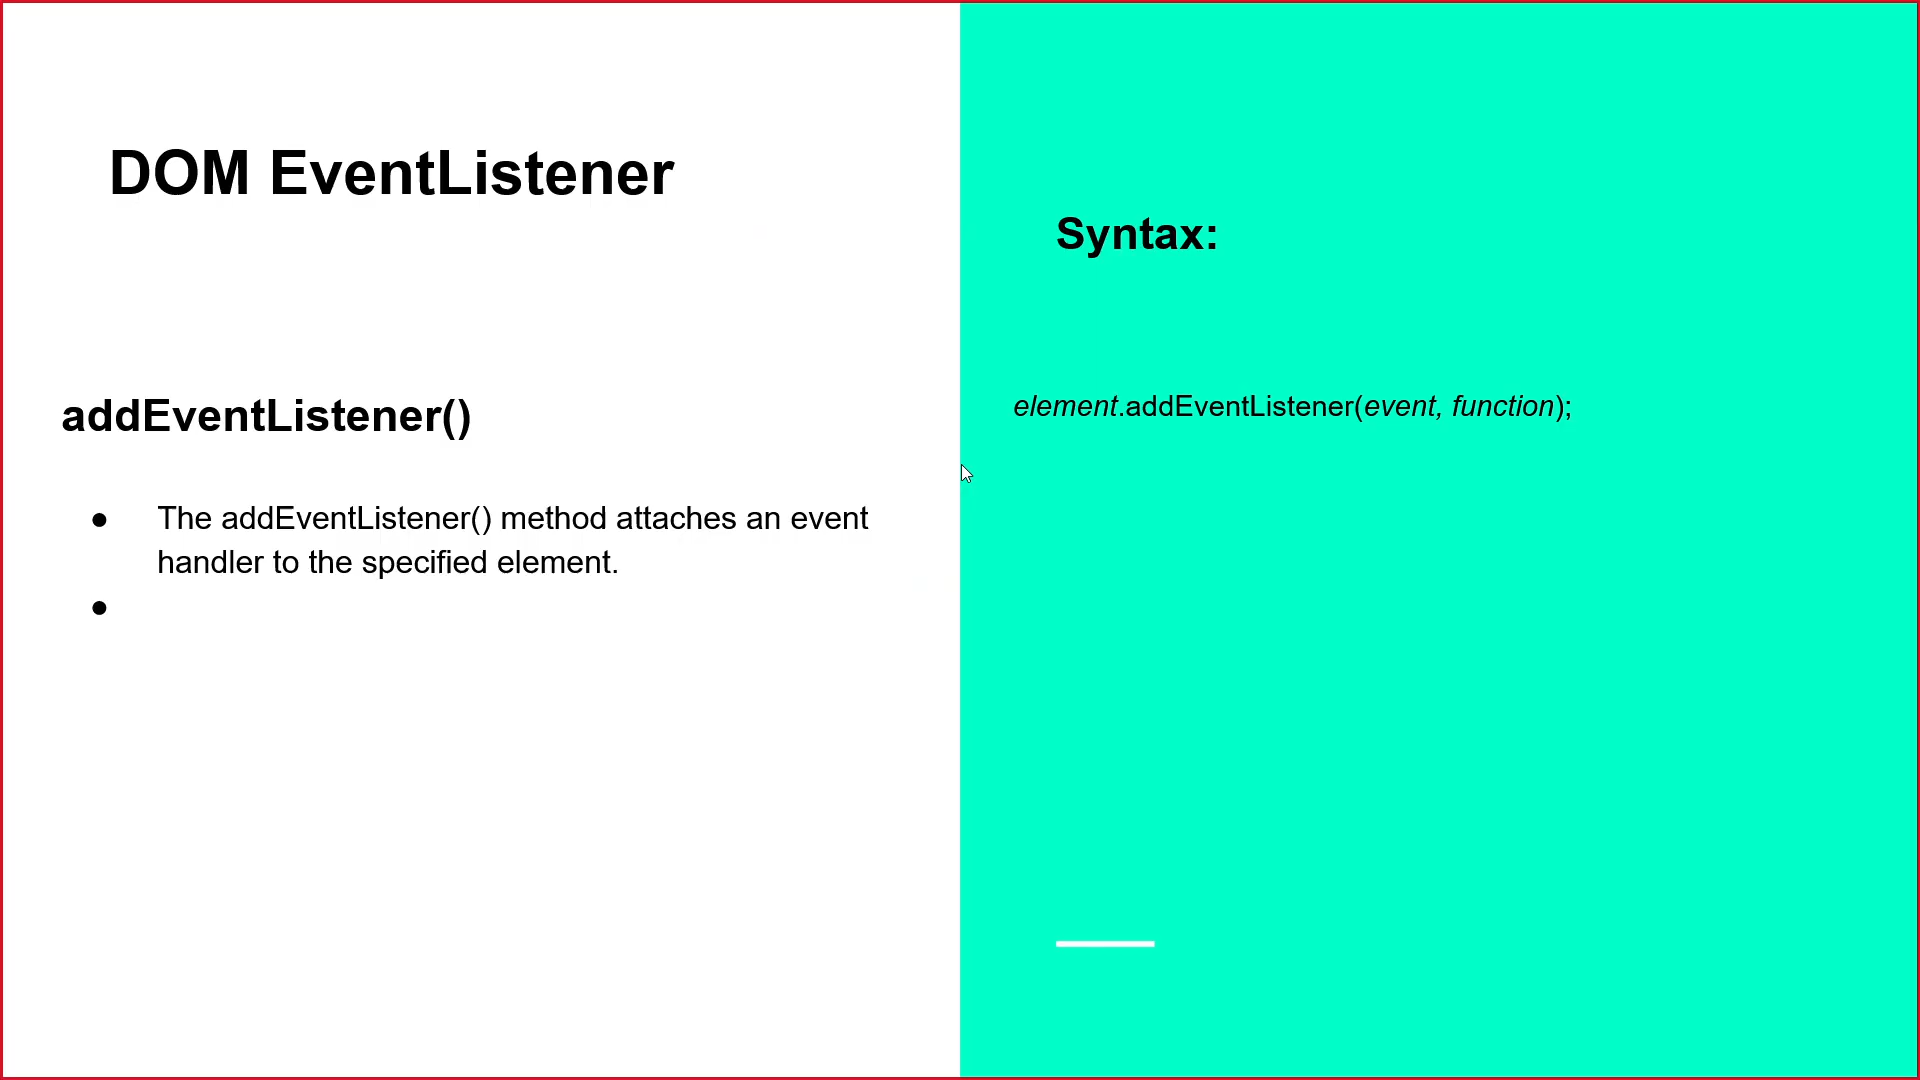 DOM EventListener
addEventListener()
● The addEventListener() method attaches an event
handler to the specified element.
●
Syntax:
element.addEventListener(event, function);